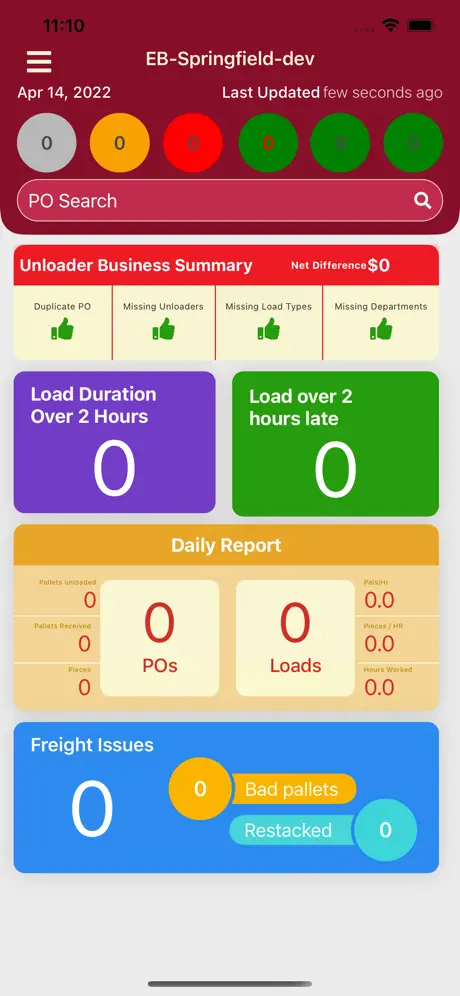 11:10
EB-Springfield-dev
Apr 14, 2022 Last Updated few seconds ago
0 0 0 0 0 0
PO Search
Unloader Business Summary Net Difference $0
Duplicate PO Missing Unloaders Missing Load Types Missing Departments
Load Duration
Over 2 Hours
0
Load over 2
hours late
0
Daily Report
Pallets unloaded
0
Pallets Received
0
Pieces
0
0
POs
0
Loads
Pals/Hr
0.0
Pieces / HR
0.0
Hours Worked
0.0
Freight Issues
0
0 Bad pallets
Restacked 0